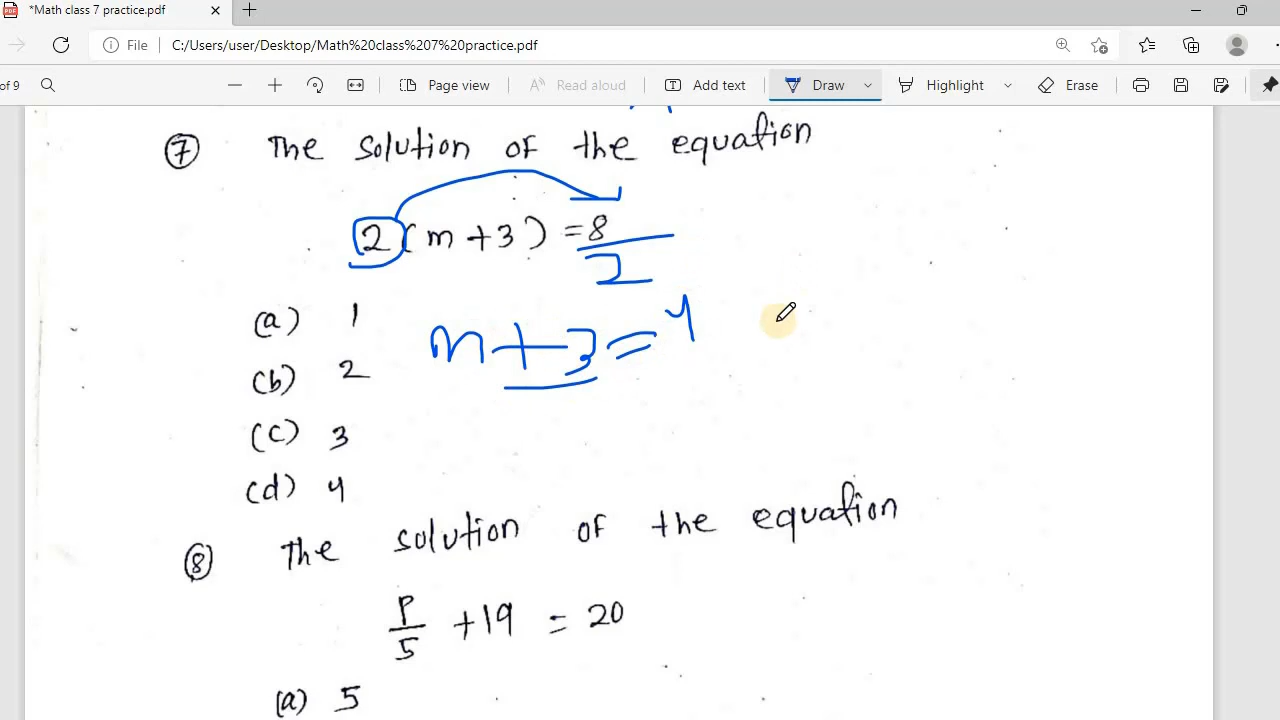 *Math class 7 practice.pdf
File C:/Users/user/Desktop/Math%20class%207%20practice.pdf
of 9 Page view Read aloud Add text Draw Highlight Erase
7 The solution of the equation
2(m+3) = 8
2
(a) 1
m+3=4
(b) 2
(c) 3
(d) 4
8 The solution of the equation
P/5 +19 = 20
(a) 5